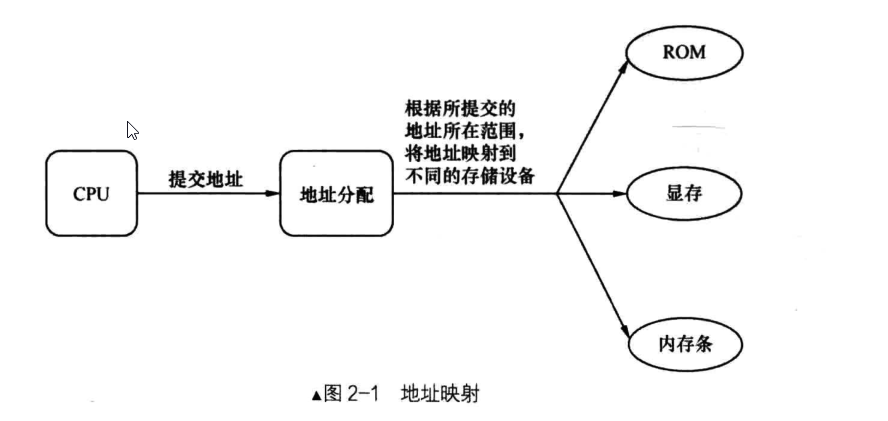 ROM
根据所提交的
地址所在范围，
将地址映射到
不同的存储设备
CPU
提交地址
地址分配
显存
内存条
▲图 2-1 地址映射